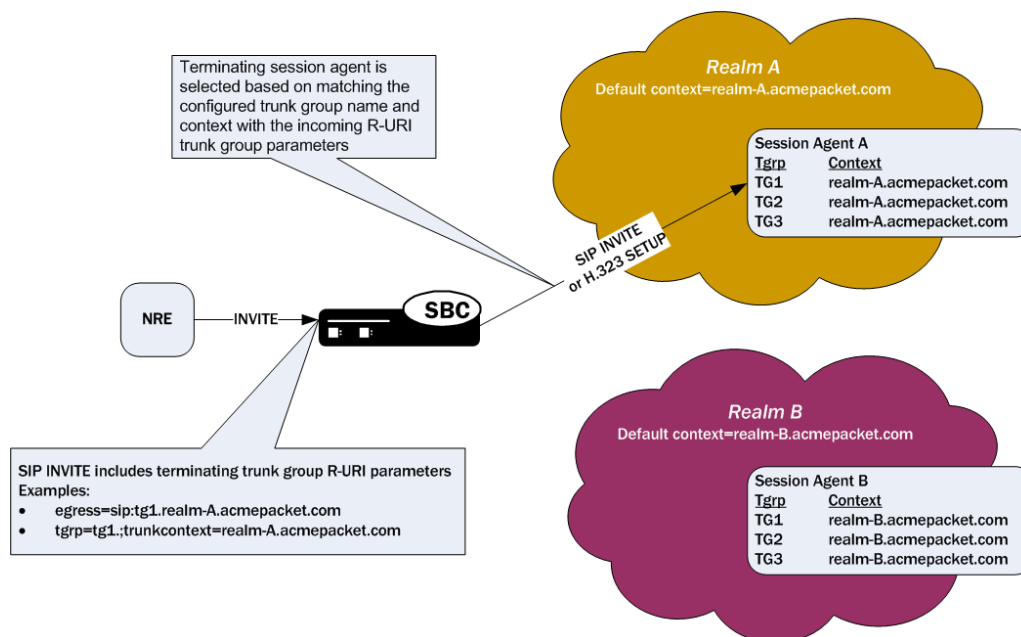 Terminating session agent is
selected based on matching the
configured trunk group name and
context with the incoming R-URI
trunk group parameters
Realm A
Default context=realm-A.acmepacket.com
Session Agent A
Tgrp Context
TG1 realm-A.acmepacket.com
TG2 realm-A.acmepacket.com
TG3 realm-A.acmepacket.com
SIP INVITE
or H.323 SETUP
NRE
INVITE
SBC
Realm B
Default context=realm-B.acmepacket.com
Session Agent B
Tgrp Context
TG1 realm-B.acmepacket.com
TG2 realm-B.acmepacket.com
TG3 realm-B.acmepacket.com
SIP INVITE includes terminating trunk group R-URI parameters
Examples:
• egress=sip:tg1.realm-A.acmepacket.com
• tgrp=tg1.;trunkcontext=realm-A.acmepacket.com